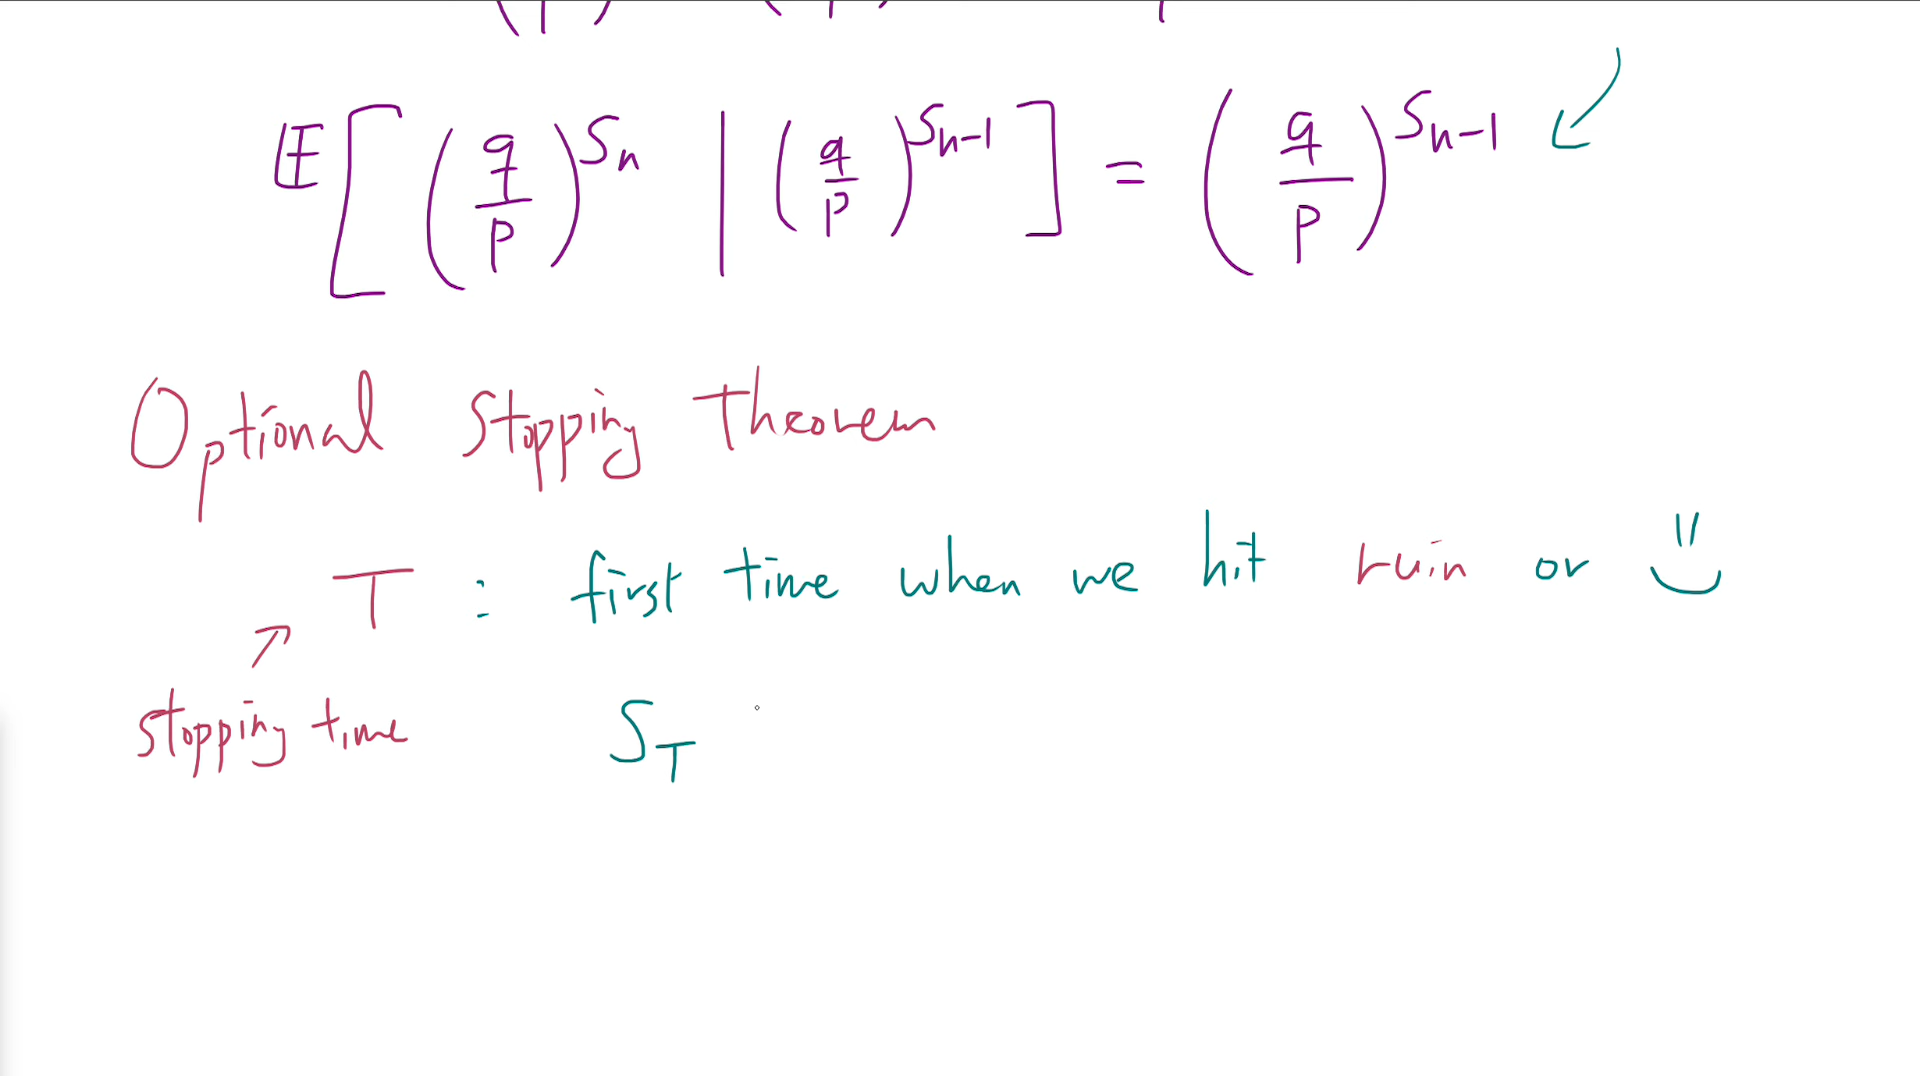 𝔼[(q/p)^{S_n} | (q/p)^{S_{n-1}}] = (q/p)^{S_{n-1}}
Optional Stopping Theorem
T : first time when we hit ruin or
stopping time
S_T